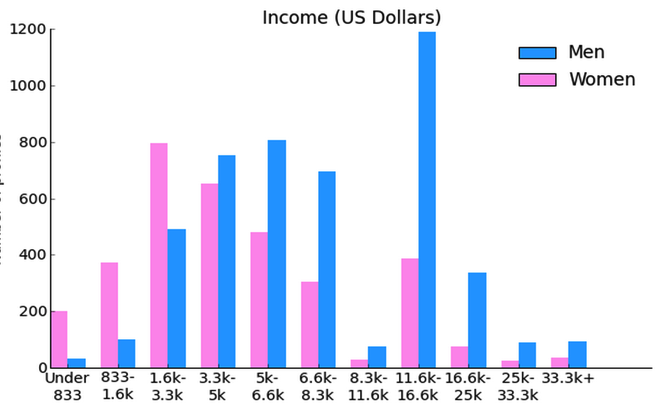 Income (US Dollars)
1200
1000
800
600
400
200
0
Men
Women
Under 833
833-1.6k
1.6k-3.3k
3.3k-5k
5k-6.6k
6.6k-8.3k
8.3k-11.6k
11.6k-16.6k
16.6k-25k
25k-33.3k
33.3k+